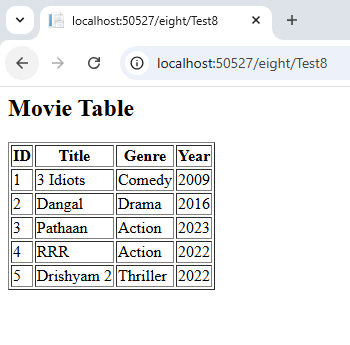 localhost:50527/eight/Test8
localhost:50527/eight/Test8
Movie Table
ID Title Genre Year
1 3 Idiots Comedy 2009
2 Dangal Drama 2016
3 Pathaan Action 2023
4 RRR Action 2022
5 Drishyam 2 Thriller 2022